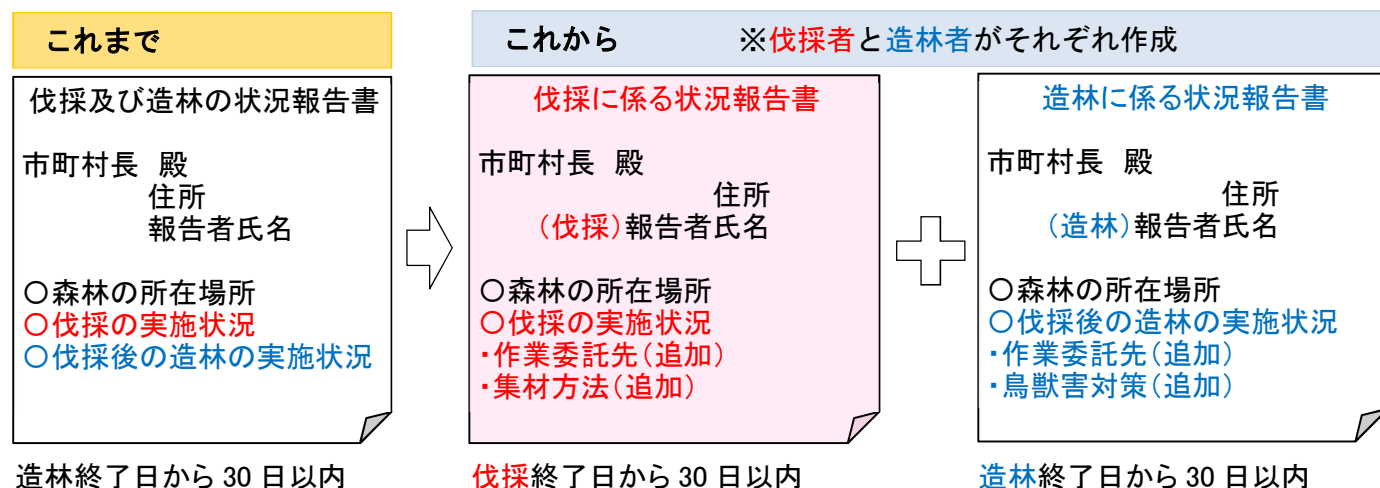 これまで
伐採及び造林の状況報告書
市町村長 殿
住所
報告者氏名
○森林の所在場所
○伐採の実施状況
○伐採後の造林の実施状況
造林終了日から 30 日以内
これから ※伐採者と造林者がそれぞれ作成
伐採に係る状況報告書
市町村長 殿
住所
(伐採)報告者氏名
○森林の所在場所
○伐採の実施状況
・作業委託先(追加)
・集材方法(追加)
伐採終了日から 30 日以内
造林に係る状況報告書
市町村長 殿
住所
(造林)報告者氏名
○森林の所在場所
○伐採後の造林の実施状況
・作業委託先(追加)
・鳥獣害対策(追加)
造林終了日から 30 日以内